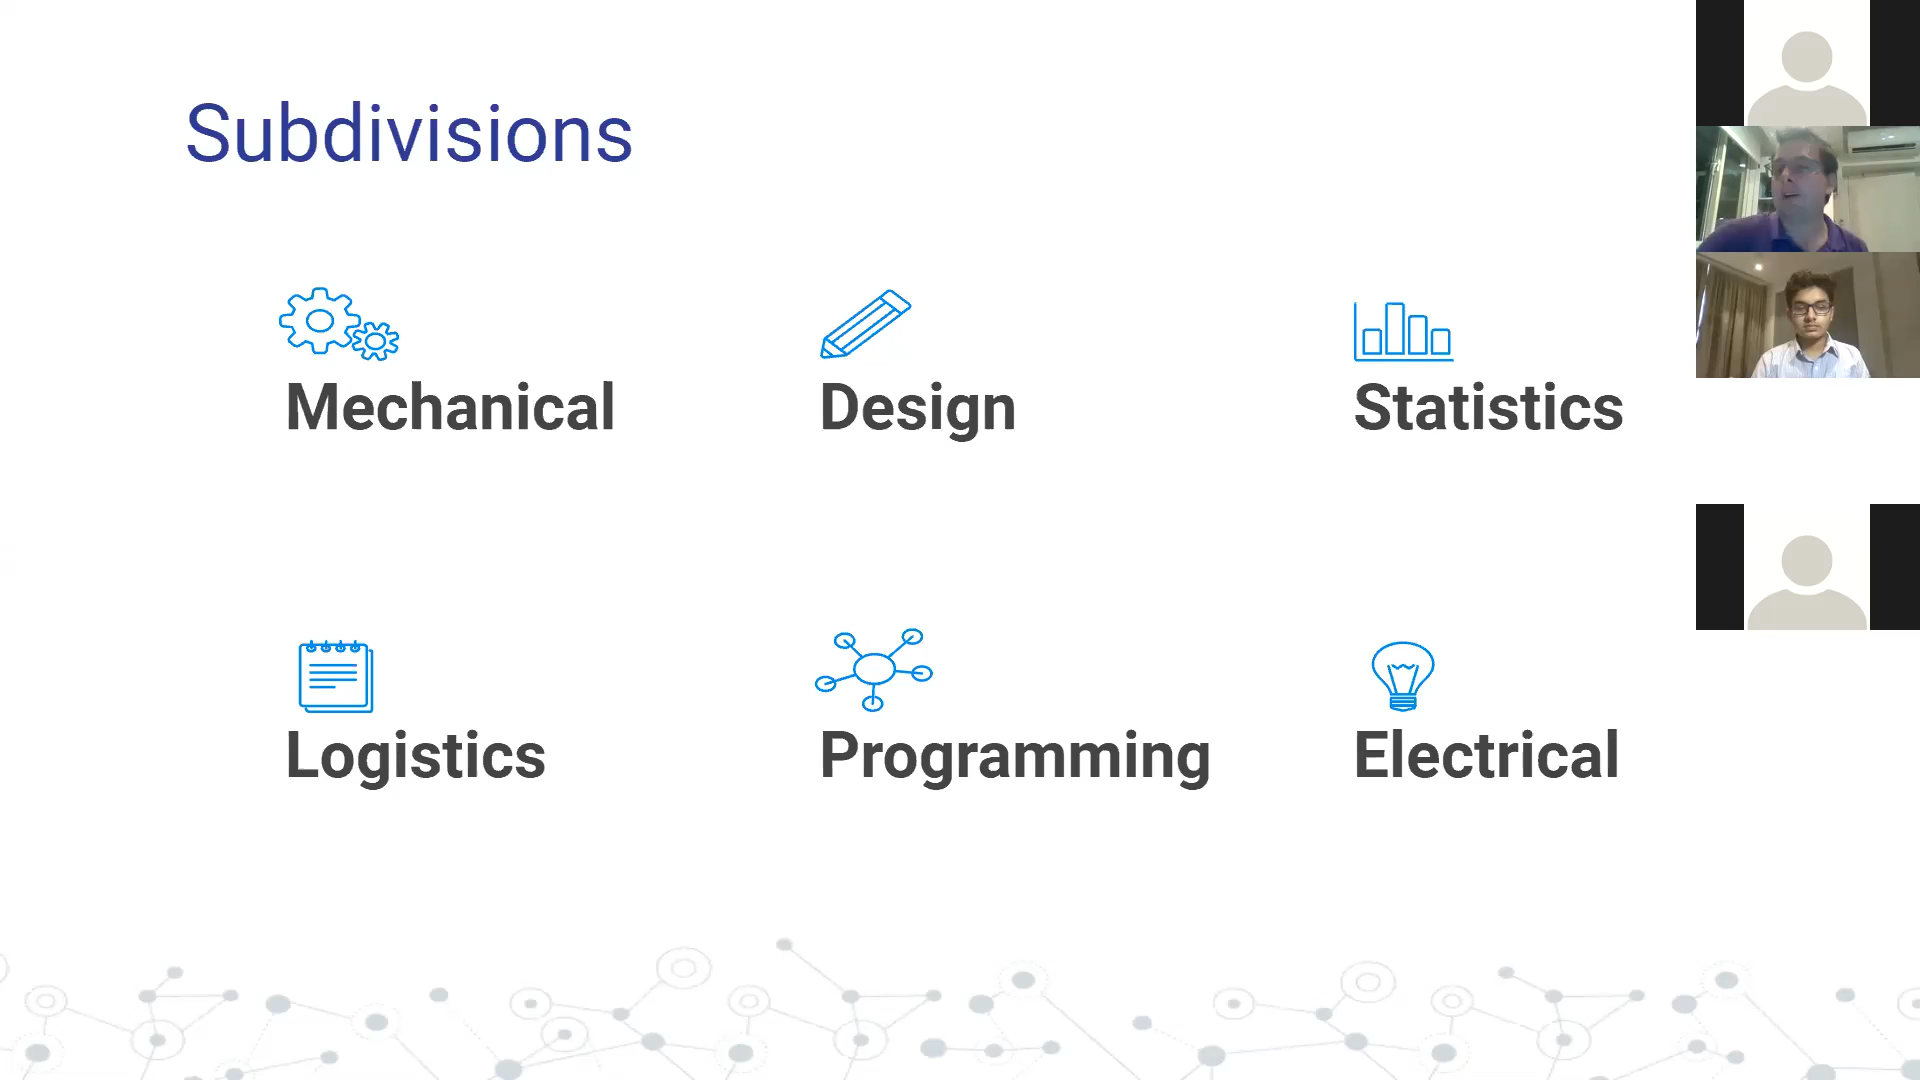 Subdivisions
Mechanical
Design
Statistics
Logistics
Programming
Electrical